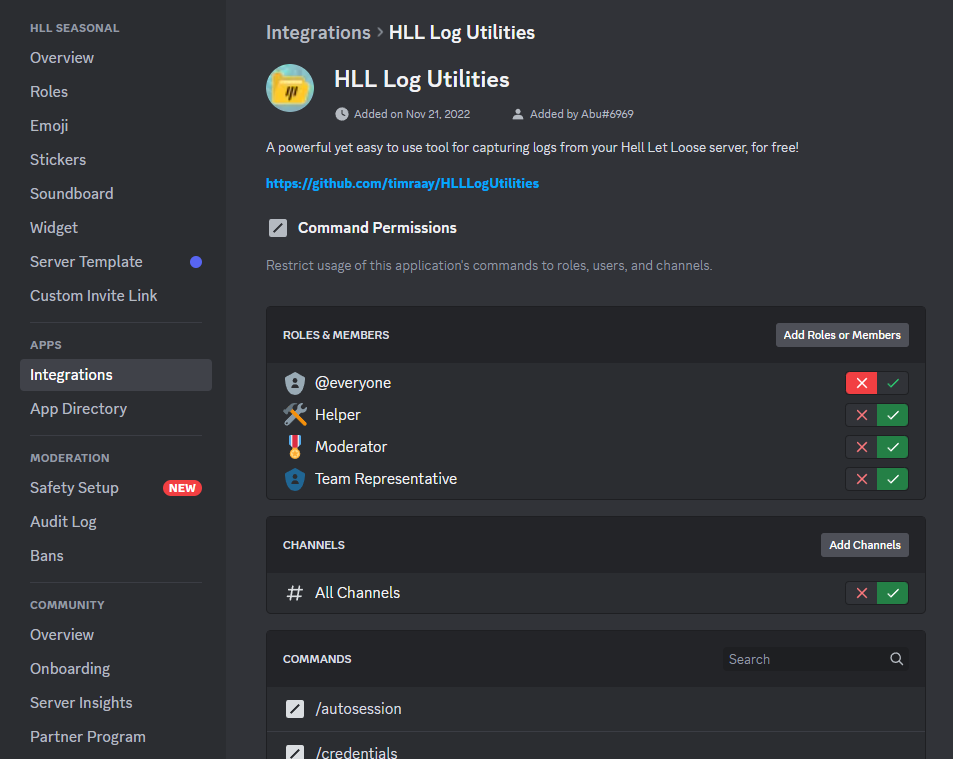 HLL SEASONAL
Overview
Roles
Emoji
Stickers
Soundboard
Widget
Server Template
Custom Invite Link
APPS
Integrations
App Directory
MODERATION
Safety Setup NEW
Audit Log
Bans
COMMUNITY
Overview
Onboarding
Server Insights
Partner Program
Integrations › HLL Log Utilities
HLL Log Utilities
Added on Nov 21, 2022 Added by Abu#6969
A powerful yet easy to use tool for capturing logs from your Hell Let Loose server, for free!
https://github.com/timraay/HLLLogUtilities
Command Permissions
Restrict usage of this application's commands to roles, users, and channels.
ROLES & MEMBERS Add Roles or Members
@everyone
Helper
Moderator
Team Representative
CHANNELS Add Channels
# All Channels
COMMANDS Search
/autosession
/credentials